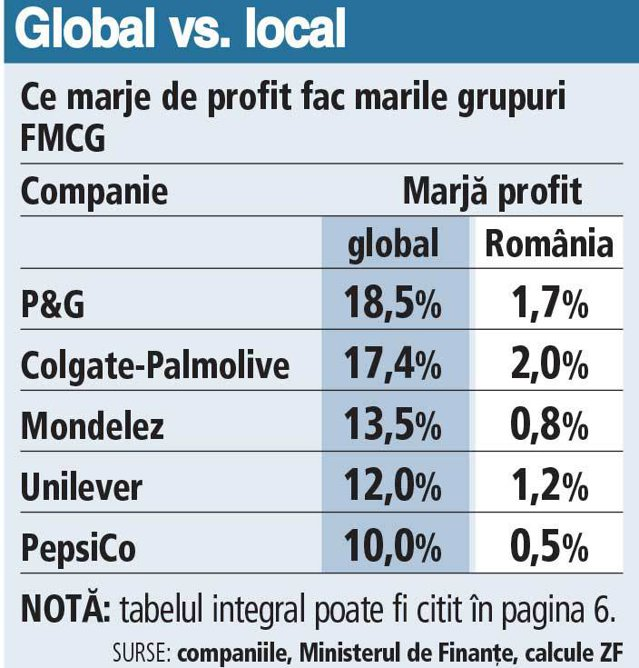 Global vs. local
Ce marje de profit fac marile grupuri
FMCG
Companie Marjă profit
global România
P&G 18,5% 1,7%
Colgate-Palmolive 17,4% 2,0%
Mondelez 13,5% 0,8%
Unilever 12,0% 1,2%
PepsiCo 10,0% 0,5%
NOTĂ: tabelul integral poate fi citit în pagina 6.
SURSE: companiile, Ministerul de Finanţe, calcule ZF